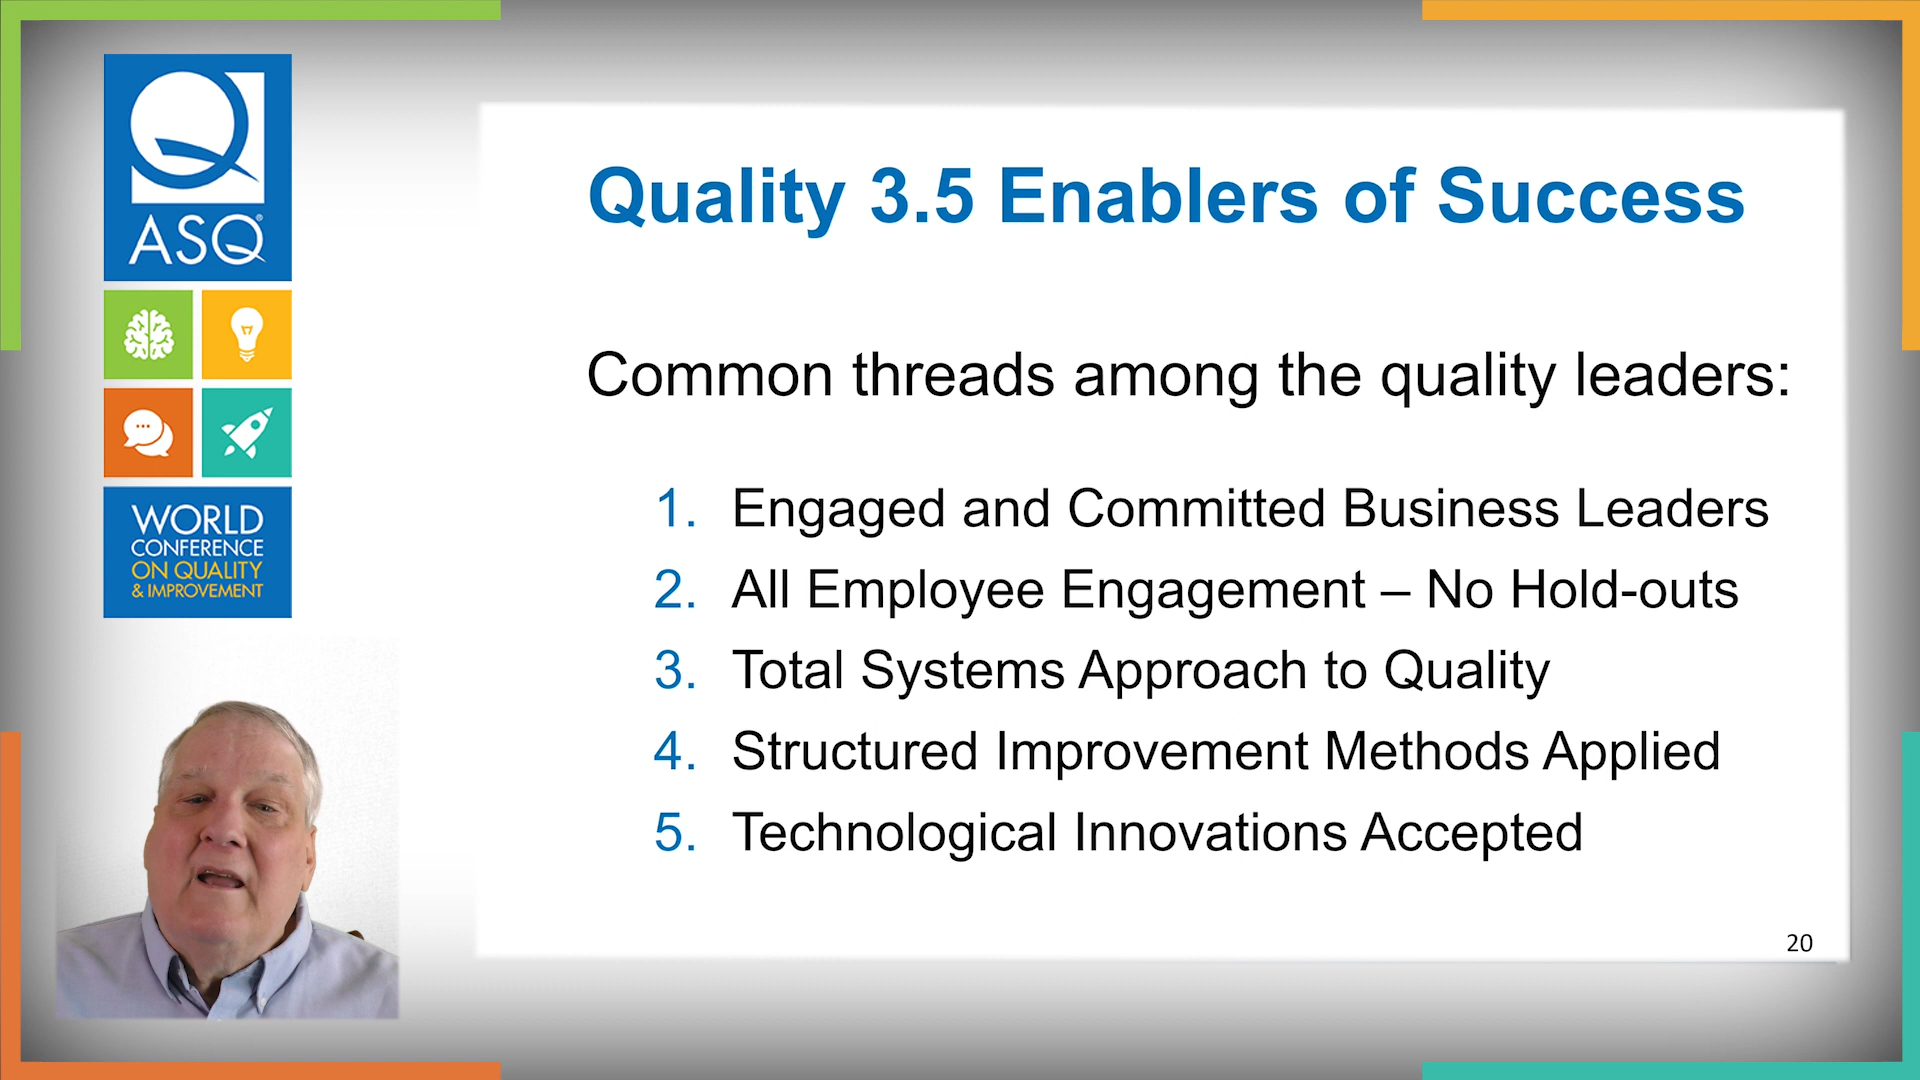 ASQ®
WORLD
CONFERENCE
ON QUALITY
& IMPROVEMENT
Quality 3.5 Enablers of Success
Common threads among the quality leaders:
1. Engaged and Committed Business Leaders
2. All Employee Engagement – No Hold-outs
3. Total Systems Approach to Quality
4. Structured Improvement Methods Applied
5. Technological Innovations Accepted
20